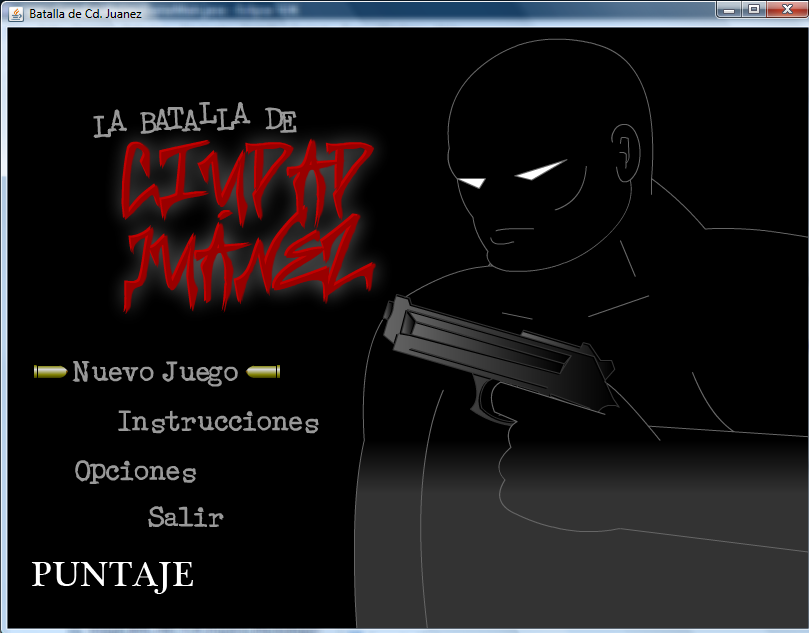 Batalla de Cd. Juanez
LA BATALLA DE
CIUDAD
JUÁNEZ
Nuevo Juego
Instrucciones
Opciones
Salir
PUNTAJE